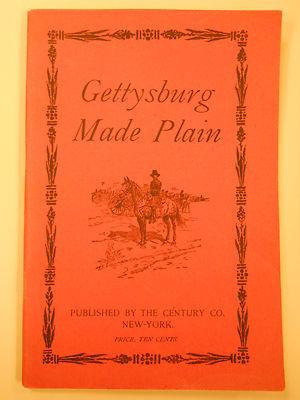 Gettysburg
Made Plain
PUBLISHED BY THE CENTURY CO.
NEW-YORK.
PRICE, TEN CENTS